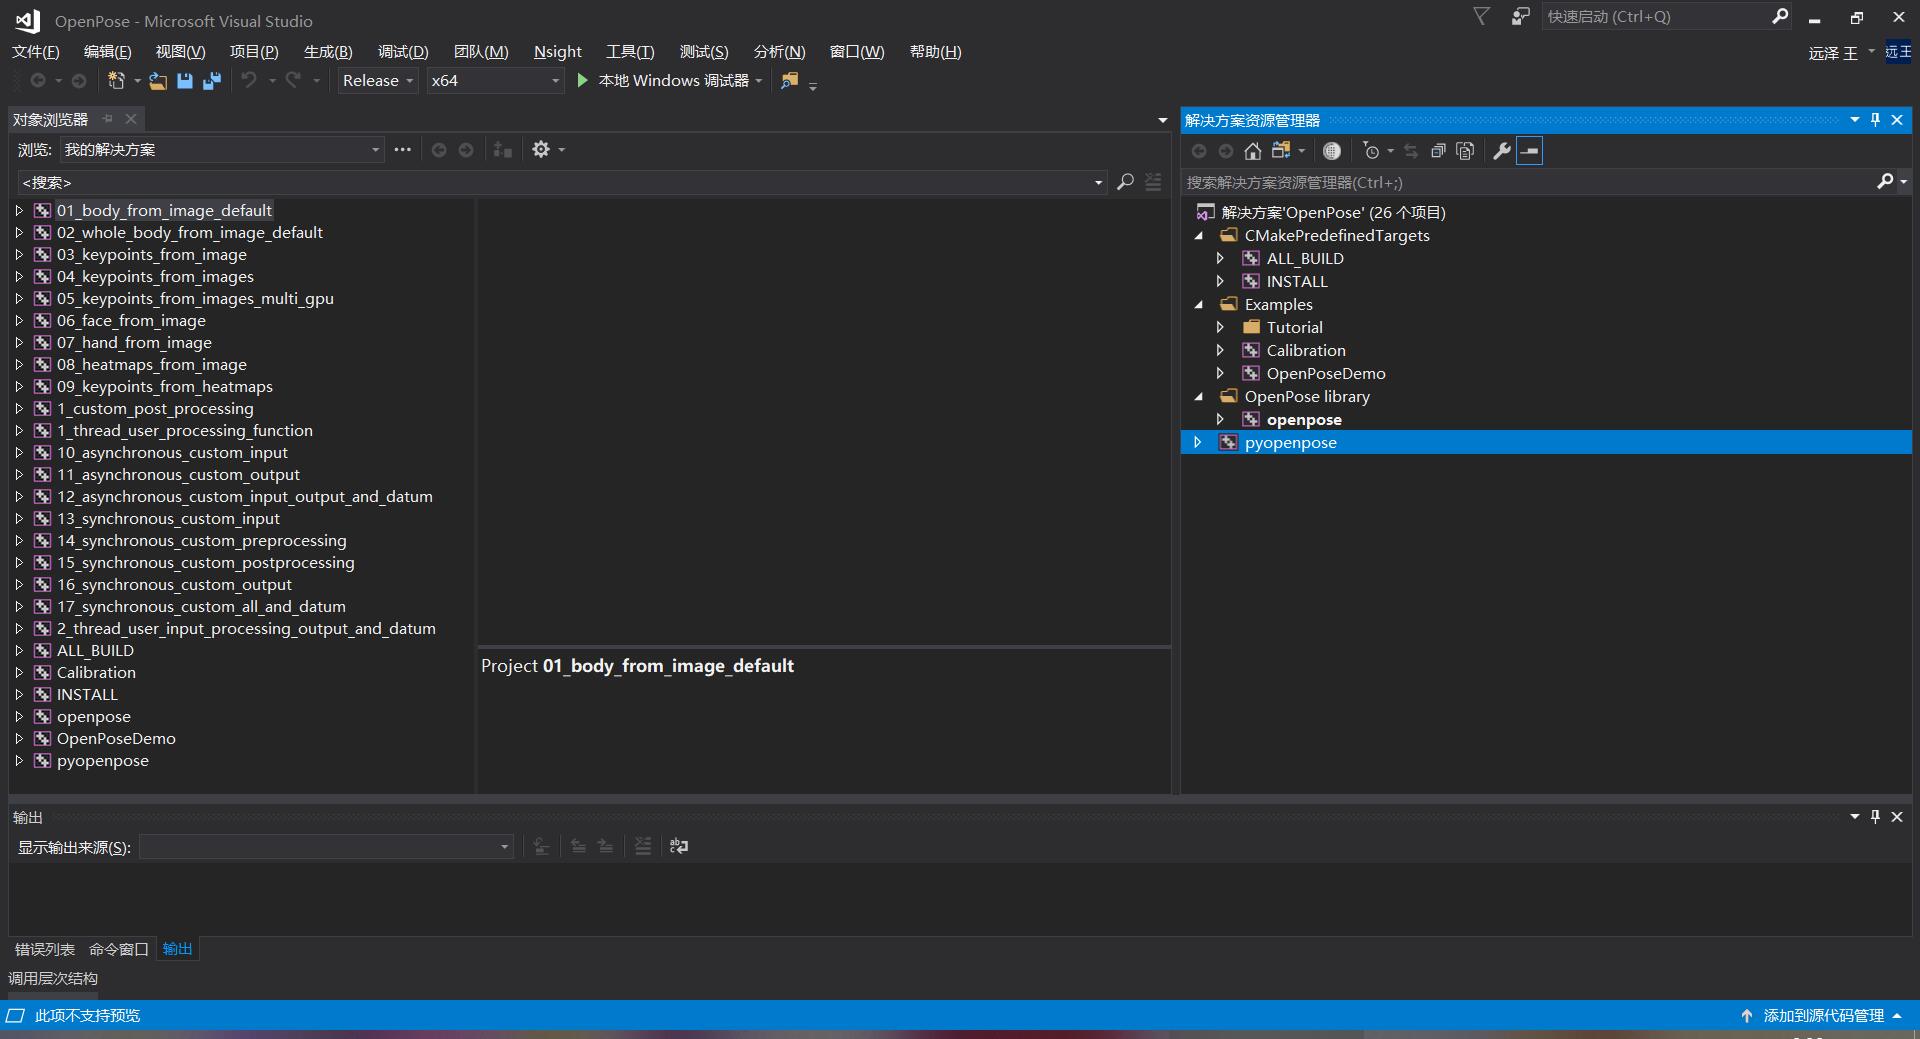 OpenPose - Microsoft Visual Studio
快速启动 (Ctrl+Q)
文件(F) 编辑(E) 视图(V) 项目(P) 生成(B) 调试(D) 团队(M) Nsight 工具(T) 测试(S) 分析(N) 窗口(W) 帮助(H)
远泽 王
远王
Release x64 本地 Windows 调试器
对象浏览器
浏览: 我的解决方案
<搜索>
01_body_from_image_default
02_whole_body_from_image_default
03_keypoints_from_image
04_keypoints_from_images
05_keypoints_from_images_multi_gpu
06_face_from_image
07_hand_from_image
08_heatmaps_from_image
09_keypoints_from_heatmaps
1_custom_post_processing
1_thread_user_processing_function
10_asynchronous_custom_input
11_asynchronous_custom_output
12_asynchronous_custom_input_output_and_datum
13_synchronous_custom_input
14_synchronous_custom_preprocessing
15_synchronous_custom_postprocessing
16_synchronous_custom_output
17_synchronous_custom_all_and_datum
2_thread_user_input_processing_output_and_datum
ALL_BUILD
Calibration
INSTALL
openpose
OpenPoseDemo
pyopenpose
Project 01_body_from_image_default
解决方案资源管理器
搜索解决方案资源管理器(Ctrl+;)
解决方案'OpenPose' (26 个项目)
CMakePredefinedTargets
ALL_BUILD
INSTALL
Examples
Tutorial
Calibration
OpenPoseDemo
OpenPose library
openpose
pyopenpose
输出
显示输出来源(S):
错误列表 命令窗口 输出
调用层次结构
此项不支持预览
添加到源代码管理